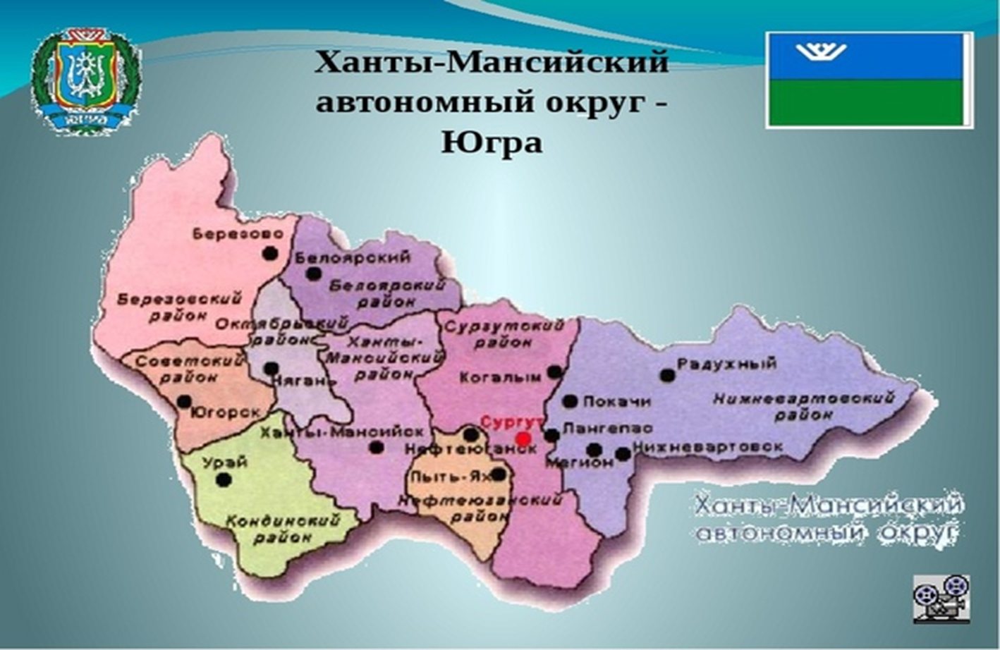 Ханты-Мансийский
автономный округ -
Югра
ЮГРА
Березово
Белоярский
Белоярский
район
Березовский
район
Октябрьский
район
Ханты-
Мансийский
район
Сургутский
район
Советский
район
Нягань
Когалым
Радужный
Югорск
Покачи
Нижневартовский
район
Ханты-Мансийск
Сургут
Лангепас
Нефтеюганск
Нижневартовск
Мегион
Урай
Пыть-Ях
Нефтеюганский
район
Кондинский
район
Ханты-Мансийский
автономный округ